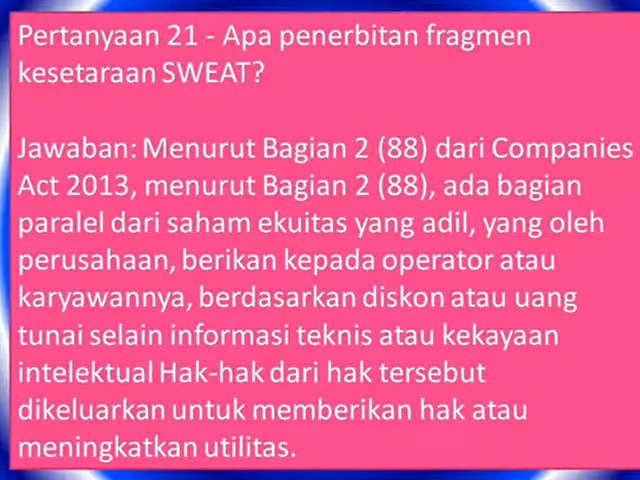 Pertanyaan 21 - Apa penerbitan fragmen
kesetaraan SWEAT?
Jawaban: Menurut Bagian 2 (88) dari Companies
Act 2013, menurut Bagian 2 (88), ada bagian
paralel dari saham ekuitas yang adil, yang oleh
perusahaan, berikan kepada operator atau
karyawannya, berdasarkan diskon atau uang
tunai selain informasi teknis atau kekayaan
intelektual Hak-hak dari hak tersebut
dikeluarkan untuk memberikan hak atau
meningkatkan utilitas.